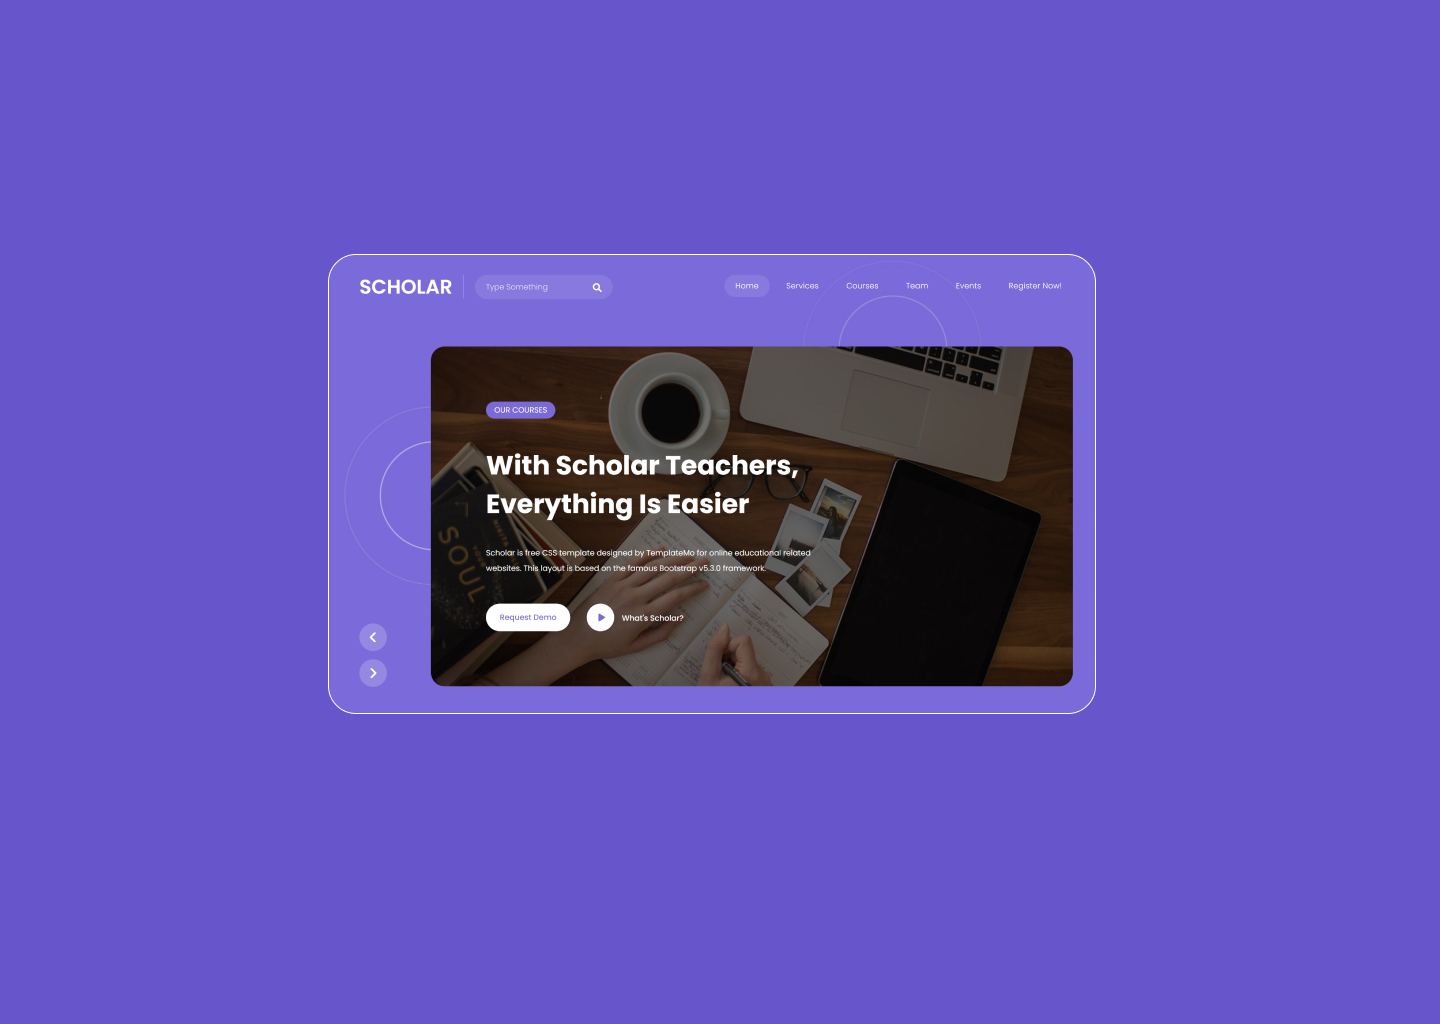 SCHOLAR
Type Something
Home
Services
Courses
Team
Events
Register Now!
OUR COURSES
With Scholar Teachers,
Everything Is Easier
Scholar is free CSS template designed by TemplateMo for online educational related
websites. This layout is based on the famous Bootstrap v5.3.0 framework.
SOUL
Request Demo
What's Scholar?